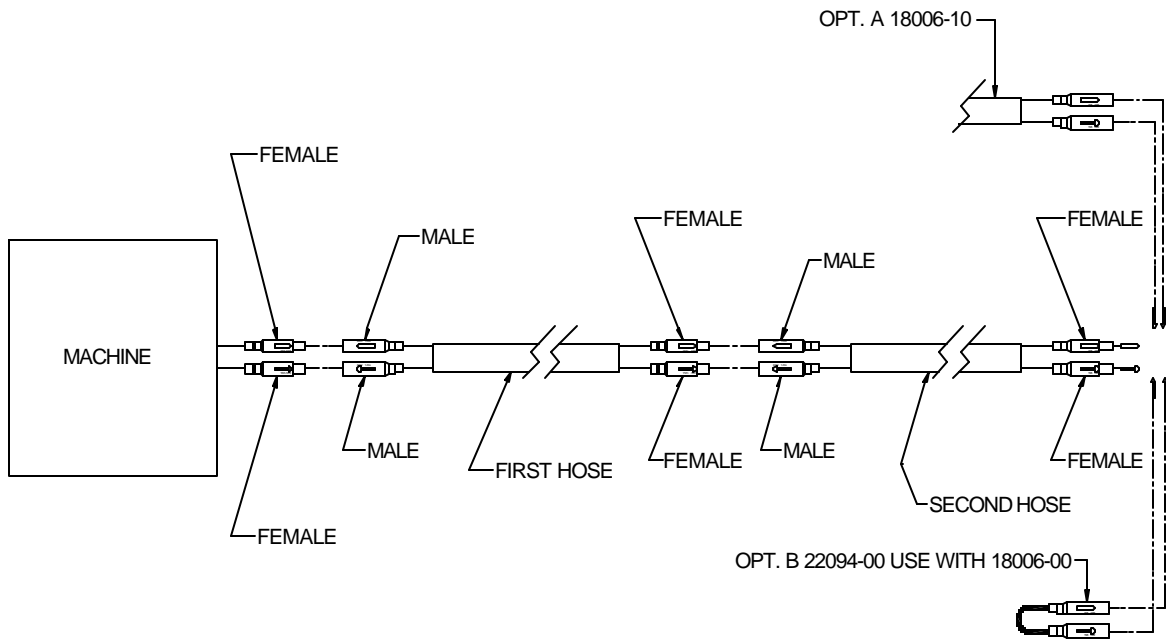 OPT. A 18006-10
FEMALE
FEMALE
FEMALE
MALE
MALE
MACHINE
MALE
FEMALE
MALE
FEMALE
FIRST HOSE
SECOND HOSE
FEMALE
OPT. B 22094-00 USE WITH 18006-00